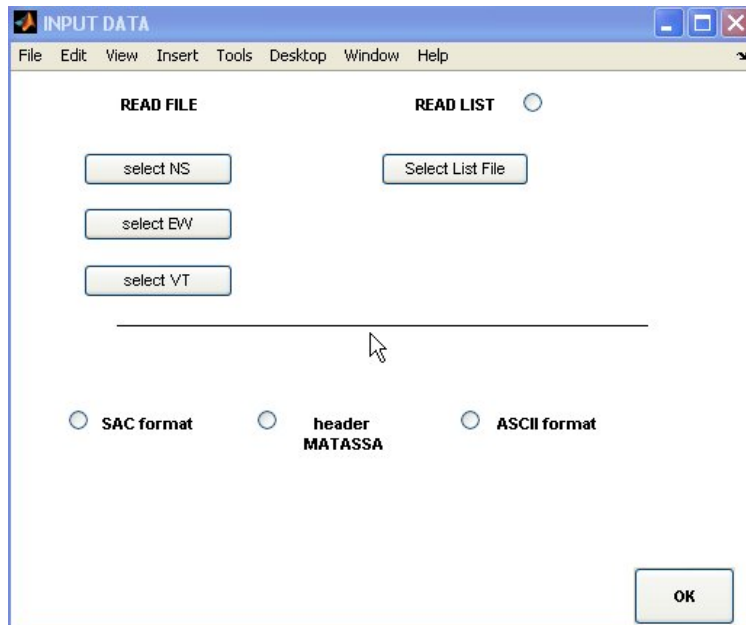 INPUT DATA
File Edit View Insert Tools Desktop Window Help
READ FILE READ LIST
select NS Select List File
select EW
select VT
SAC format header MATASSA ASCII format
OK